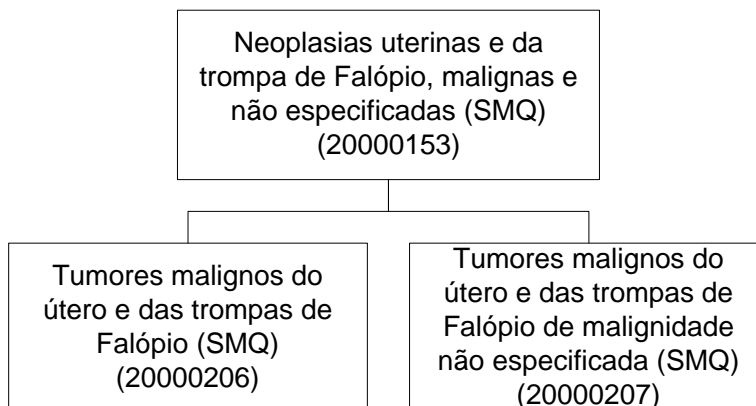 Neoplasias uterinas e da
trompa de Falópio, malignas e
não especificadas (SMQ)
(20000153)
Tumores malignos do
útero e das trompas de
Falópio (SMQ)
(20000206)
Tumores malignos do
útero e das trompas de
Falópio de malignidade
não especificada (SMQ)
(20000207)